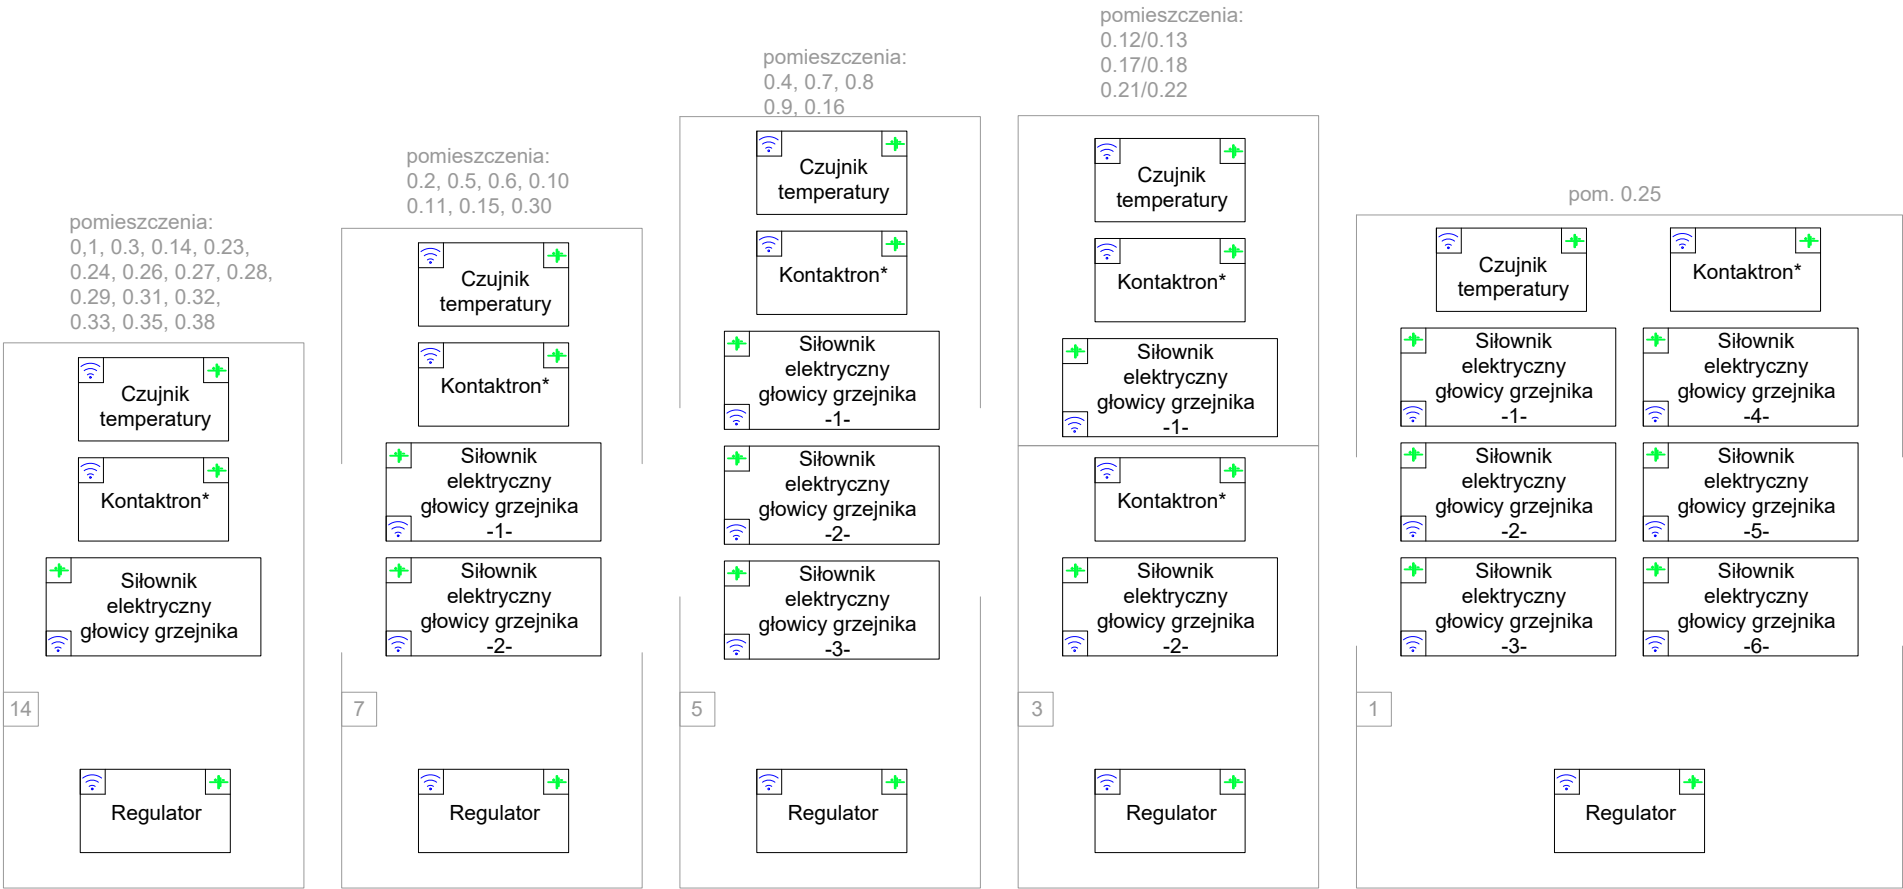 pomieszczenia:
0,1, 0.3, 0.14, 0.23,
0.24, 0.26, 0.27, 0.28,
0.29, 0.31, 0.32,
0.33, 0.35, 0.38
Czujnik
temperatury
Kontaktron*
Siłownik
elektryczny
głowicy grzejnika
14
Regulator
pomieszczenia:
0.2, 0.5, 0.6, 0.10
0.11, 0.15, 0.30
Czujnik
temperatury
Kontaktron*
Siłownik
elektryczny
głowicy grzejnika
-1-
Siłownik
elektryczny
głowicy grzejnika
-2-
7
Regulator
pomieszczenia:
0.4, 0.7, 0.8
0.9, 0.16
Czujnik
temperatury
Kontaktron*
Siłownik
elektryczny
głowicy grzejnika
-1-
Siłownik
elektryczny
głowicy grzejnika
-2-
Siłownik
elektryczny
głowicy grzejnika
-3-
5
Regulator
pomieszczenia:
0.12/0.13
0.17/0.18
0.21/0.22
Czujnik
temperatury
Kontaktron*
Siłownik
elektryczny
głowicy grzejnika
-1-
Kontaktron*
Siłownik
elektryczny
głowicy grzejnika
-2-
3
Regulator
pom. 0.25
Czujnik
temperatury
Kontaktron*
Siłownik
elektryczny
głowicy grzejnika
-1-
Siłownik
elektryczny
głowicy grzejnika
-4-
Siłownik
elektryczny
głowicy grzejnika
-2-
Siłownik
elektryczny
głowicy grzejnika
-5-
Siłownik
elektryczny
głowicy grzejnika
-3-
Siłownik
elektryczny
głowicy grzejnika
-6-
1
Regulator